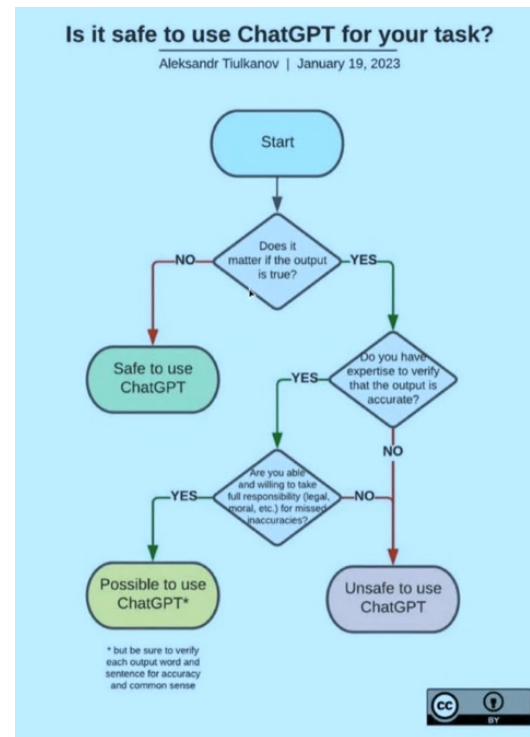 Is it safe to use ChatGPT for your task?
Aleksandr Tiulkanov | January 19, 2023
Start
Does it
matter if the output
is true?
NO
YES
Safe to use
ChatGPT
Do you have
expertise to verify
that the output is
accurate?
YES
NO
Are you able
and willing to take
full responsibility (legal,
moral, etc.) for missed
inaccuracies?
YES
NO
Possible to use
ChatGPT*
Unsafe to use
ChatGPT
* but be sure to verify
each output word and
sentence for accuracy
and common sense
cc
BY